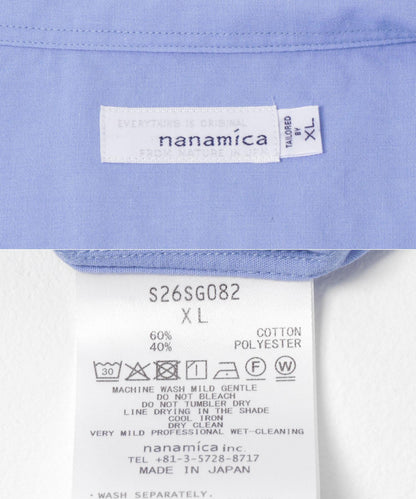 EVERYTHING IS ORIGINAL
nanamica
FROM NATURE IN
TAILORED
BY
XL
S26SG082
XL
60% COTTON
40% POLYESTER
30
F W
MACHINE WASH MILD GENTLE
DO NOT BLEACH
DO NOT TUMBLER DRY
LINE DRYING IN THE SHADE
COOL IRON
DRY CLEAN
VERY MILD PROFESSIONAL WET-CLEANING
nanamica inc.
TEL +81-3-5728-8717
MADE IN JAPAN
・WASH SEPARATELY.